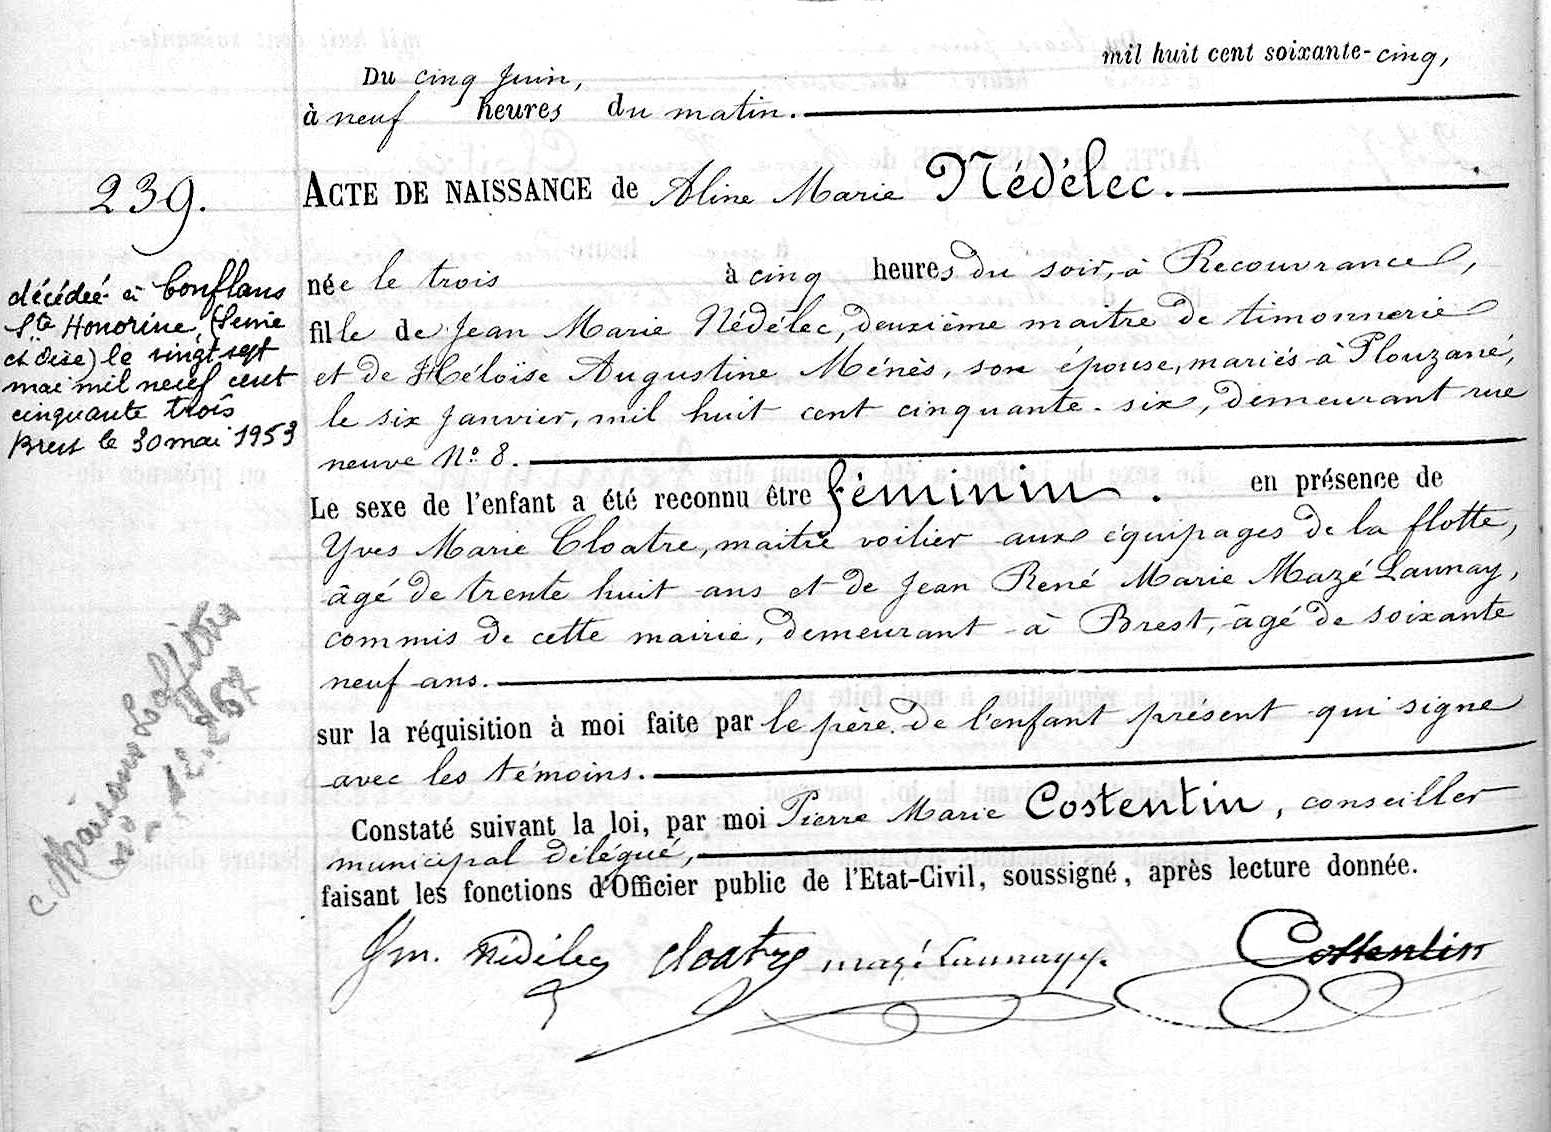 mil huit cent soixante-cinq,
Du cinq Juin,
à neuf heures du matin.
239.
ACTE DE NAISSANCE de Aline Marie Nédélec.
décédée à Conflans
Ste Honorine, (Seine
et Oise) le vingt sept
mai mil neuf cent
cinquante trois
Brest le 30 mai 1953
née le trois à cinq heures du soir, à Recouvrance,
fille de Jean Marie Nédélec, deuxième maitre de timonnerie
et de Héloïse Augustine Ménès, son épouse, mariés à Plouzané,
le six Janvier, mil huit cent cinquante-six, demeurant rue
neuve No 8.
Le sexe de l'enfant a été reconnu être féminin. en présence de
Yves Marie Cloatre, maitre voilier aux équipages de la flotte,
âgé de trente huit ans et de Jean René Marie Mazé Launay,
commis de cette mairie, demeurant à Brest, âgé de soixante
neuf ans.
sur la réquisition à moi faite par le père de l'enfant présent qui signe
avec les témoins.
Constaté suivant la loi, par moi Pierre Marie Costentin, conseiller
municipal délégué,
faisant les fonctions d'Officier public de l'Etat-Civil, soussigné, après lecture donnée.
C. Maisons Laffitte
Jm. Nédélec Cloatre mazé Launay Costentin